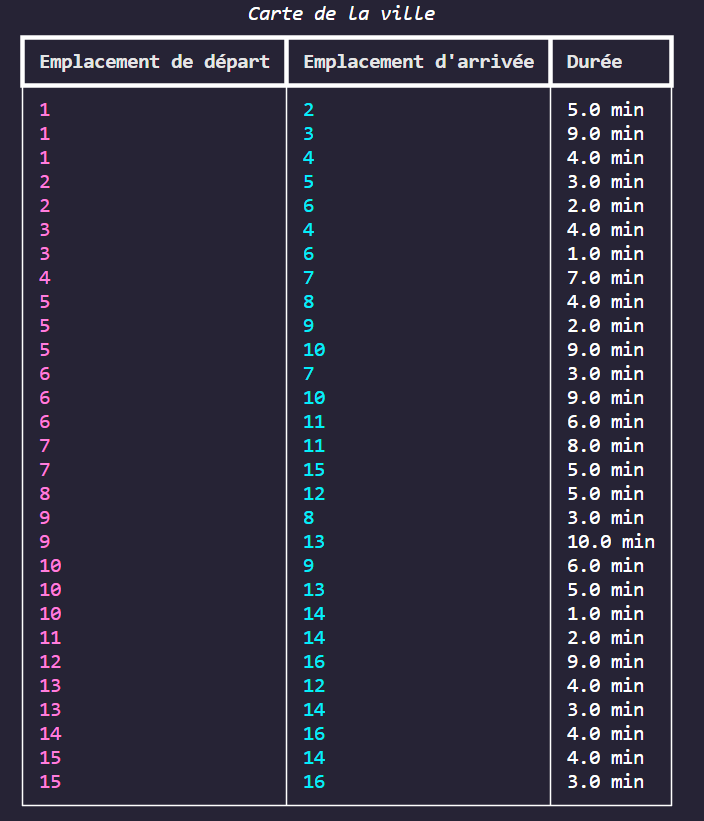 Carte de la ville
Emplacement de départ Emplacement d'arrivée Durée
1 2 5.0 min
1 3 9.0 min
1 4 4.0 min
2 5 3.0 min
2 6 2.0 min
3 4 4.0 min
3 6 1.0 min
4 7 7.0 min
5 8 4.0 min
5 9 2.0 min
5 10 9.0 min
6 7 3.0 min
6 10 9.0 min
6 11 6.0 min
7 11 8.0 min
7 15 5.0 min
8 12 5.0 min
9 8 3.0 min
9 13 10.0 min
10 9 6.0 min
10 13 5.0 min
10 14 1.0 min
11 14 2.0 min
12 16 9.0 min
13 12 4.0 min
13 14 3.0 min
14 16 4.0 min
15 14 4.0 min
15 16 3.0 min